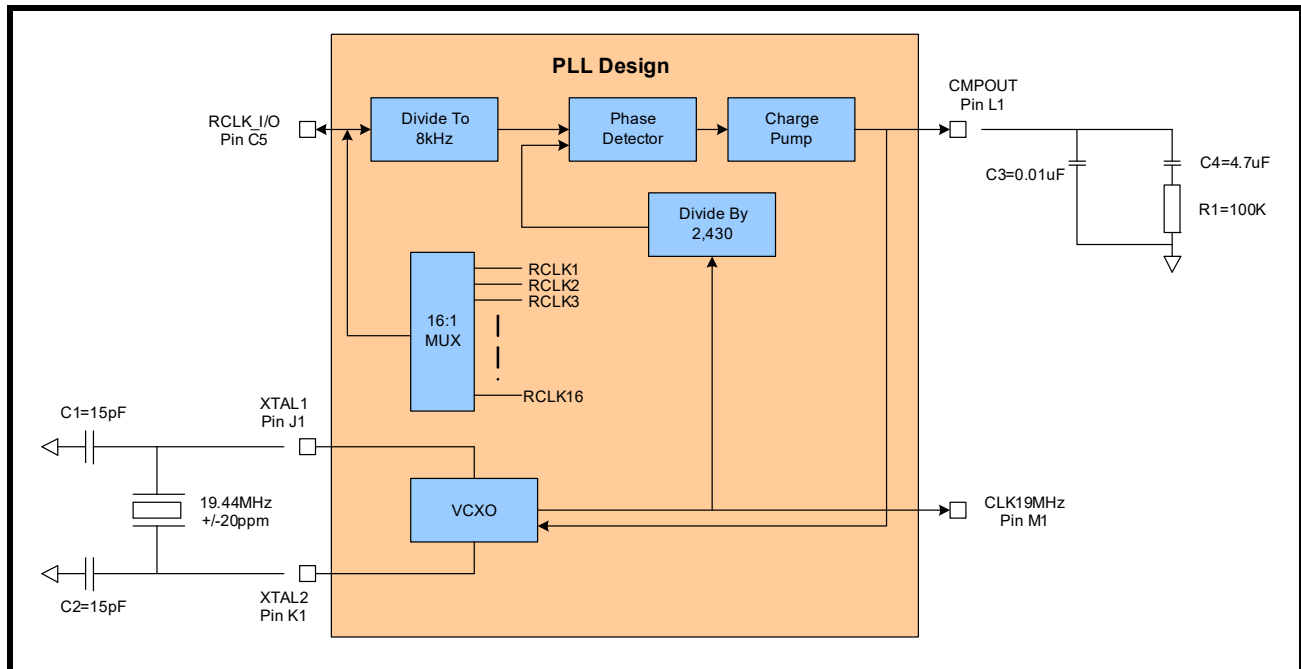 PLL Design
RCLK_I/O
Pin C5
Divide To
8kHz
Phase
Detector
Charge
Pump
CMPOUT
Pin L1
C3=0.01uF
C4=4.7uF
R1=100K
Divide By
2,430
16:1
MUX
RCLK1
RCLK2
RCLK3
RCLK16
XTAL1
Pin J1
C1=15pF
19.44MHz
+/-20ppm
VCXO
CLK19MHz
Pin M1
C2=15pF
XTAL2
Pin K1